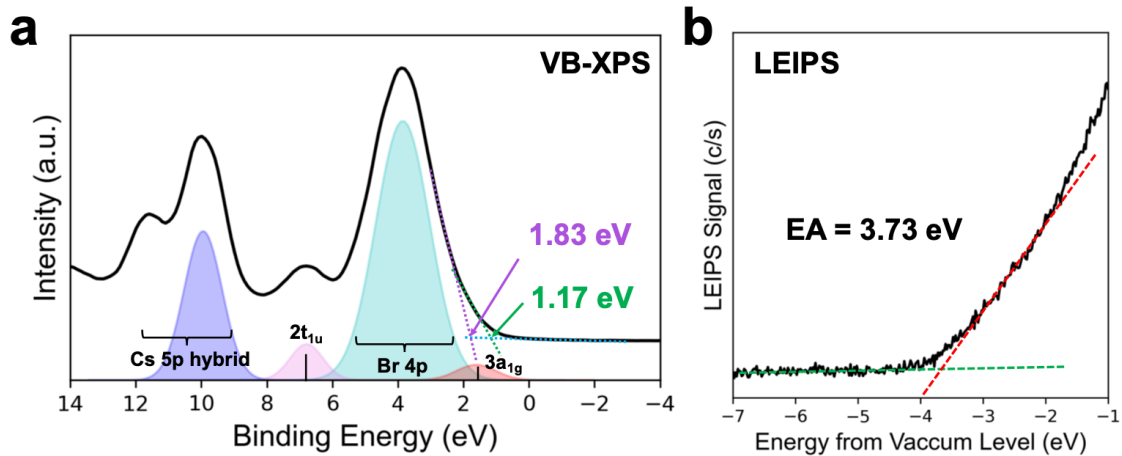 a
VB-XPS
Intensity (a.u.)
1.83 eV
1.17 eV
Cs 5p hybrid
2t1u
Br 4p
3a1g
14 12 10 8 6 4 2 0 −2 −4
Binding Energy (eV)
b
LEIPS
LEIPS Signal (c/s)
EA = 3.73 eV
−7 −6 −5 −4 −3 −2 −1
Energy from Vaccum Level (eV)